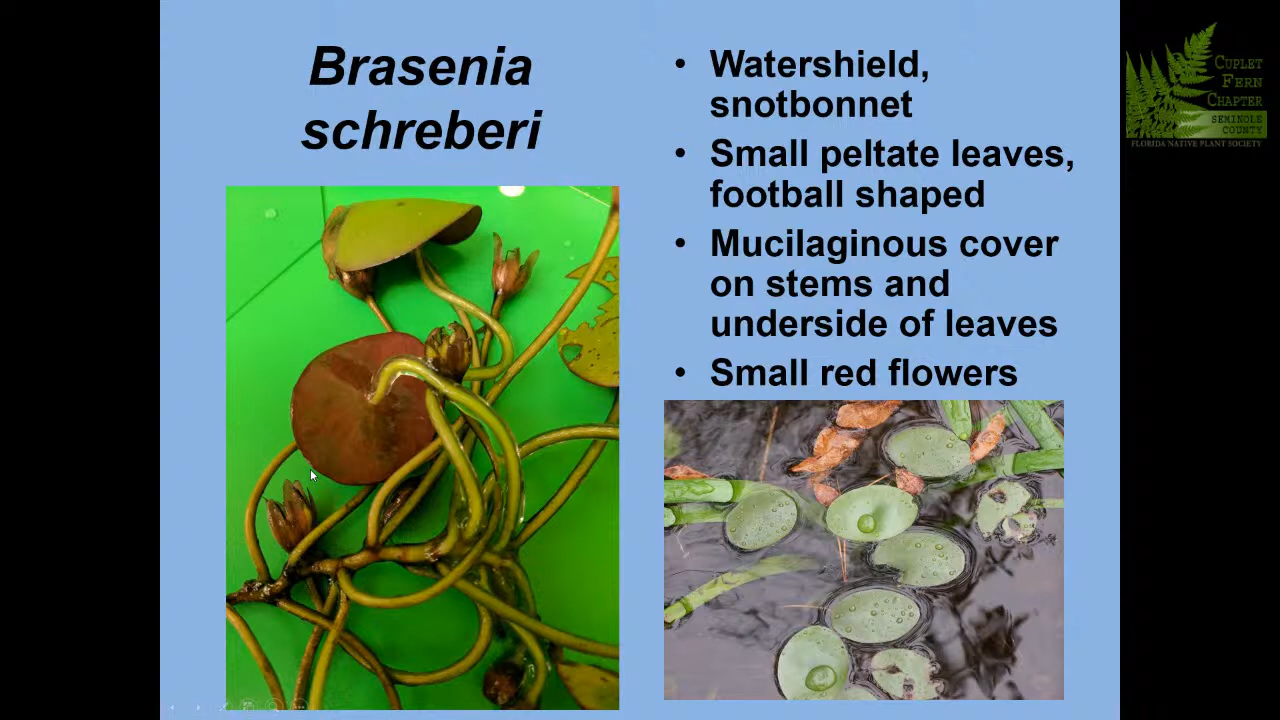 Brasenia
schreberi
• Watershield,
snotbonnet
• Small peltate leaves,
football shaped
• Mucilaginous cover
on stems and
underside of leaves
• Small red flowers
CUPLET
FERN
CHAPTER
SEMINOLE
COUNTY
FLORIDA NATIVE PLANT SOCIETY